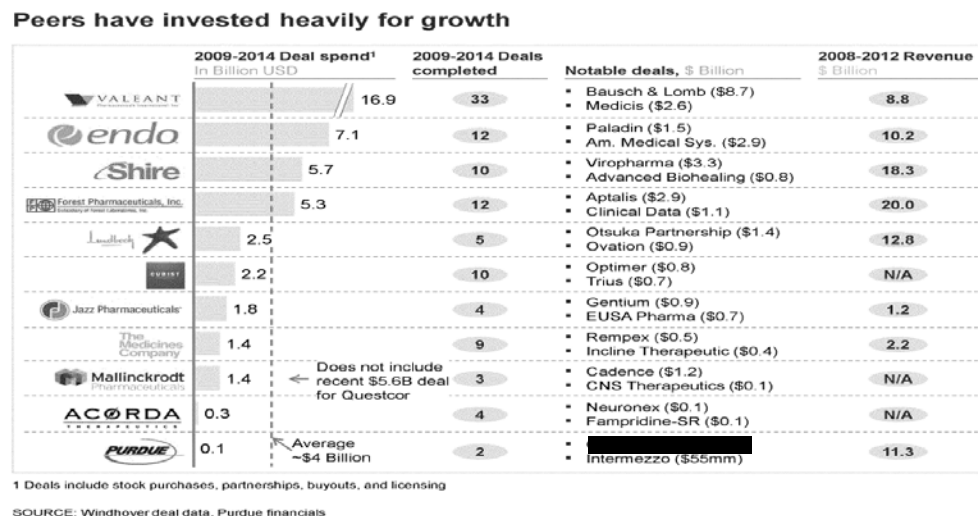 Peers have invested heavily for growth
2009-2014 Deal spend¹
In Billion USD
2009-2014 Deals
completed
Notable deals, $ Billion
2008-2012 Revenue
$ Billion
VALEANT
16.9
33
▪ Bausch & Lomb ($8.7)
▪ Medicis ($2.6)
8.8
endo
7.1
12
▪ Paladin ($1.5)
▪ Am. Medical Sys. ($2.9)
10.2
Shire
5.7
10
▪ Viropharma ($3.3)
▪ Advanced Biohealing ($0.8)
18.3
Forest Pharmaceuticals, Inc.
Subsidiary of Forest Laboratories, Inc.
5.3
12
▪ Aptalis ($2.9)
▪ Clinical Data ($1.1)
20.0
Lundbeck
2.5
5
▪ Otsuka Partnership ($1.4)
▪ Ovation ($0.9)
12.8
CUBIST
2.2
10
▪ Optimer ($0.8)
▪ Trius ($0.7)
N/A
Jazz Pharmaceuticals
1.8
4
▪ Gentium ($0.9)
▪ EUSA Pharma ($0.7)
1.2
The
Medicines
Company
1.4
9
▪ Rempex ($0.5)
▪ Incline Therapeutic ($0.4)
2.2
Mallinckrodt
Pharmaceuticals
1.4
Does not include
recent $5.6B deal
for Questcor
3
▪ Cadence ($1.2)
▪ CNS Therapeutics ($0.1)
N/A
ACORDA
THERAPEUTICS
0.3
4
▪ Neuronex ($0.1)
▪ Fampridine-SR ($0.1)
N/A
PURDUE
0.1
Average
~$4 Billion
2
▪ Intermezzo ($55mm)
11.3
1 Deals include stock purchases, partnerships, buyouts, and licensing
SOURCE: Windhover deal data, Purdue financials